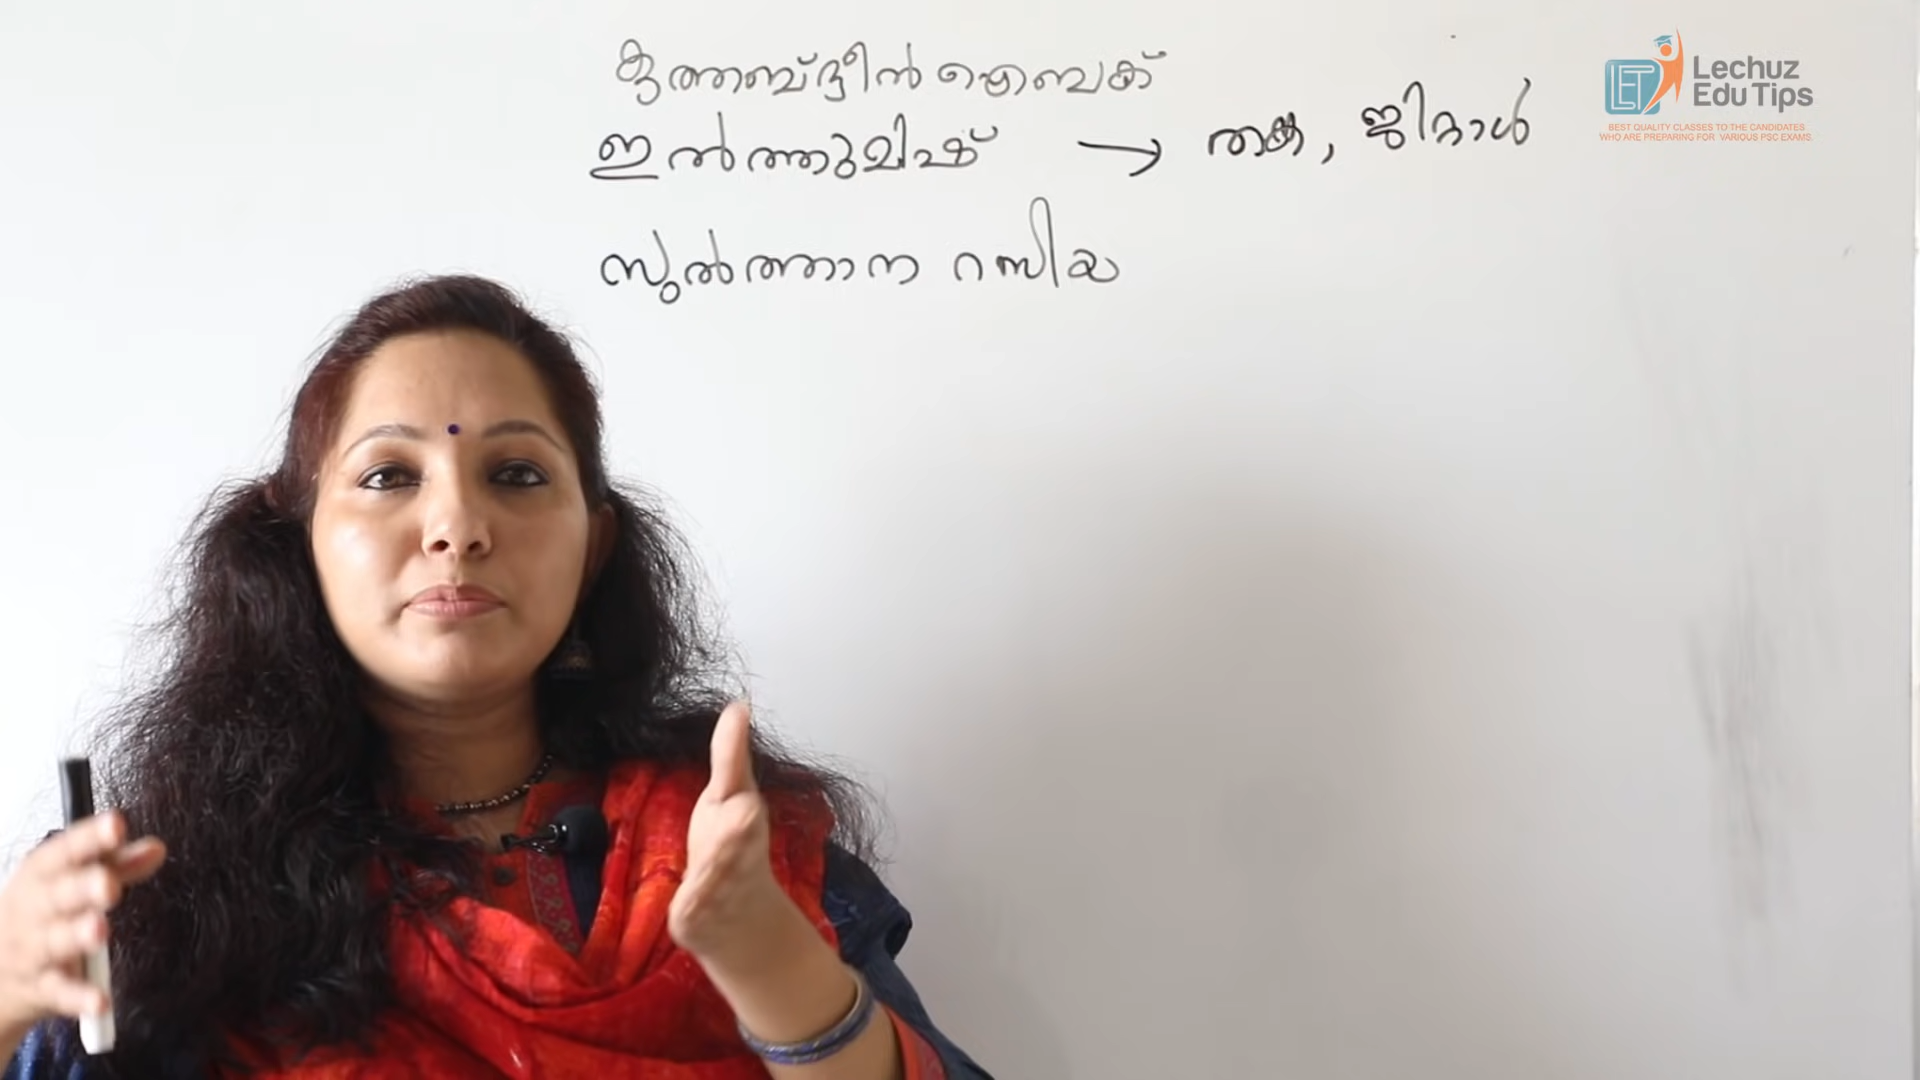 കുത്തബ്ദ്ദീൻ ഐബക്
ഇൽത്തുമിഷ് → തങ്ക, ജിറ്റാൾ
സുൽത്താന റസിയ
LET
Lechuz
Edu Tips
BEST QUALITY CLASSES TO THE CANDIDATES
WHO ARE PREPARING FOR VARIOUS PSC EXAMS.